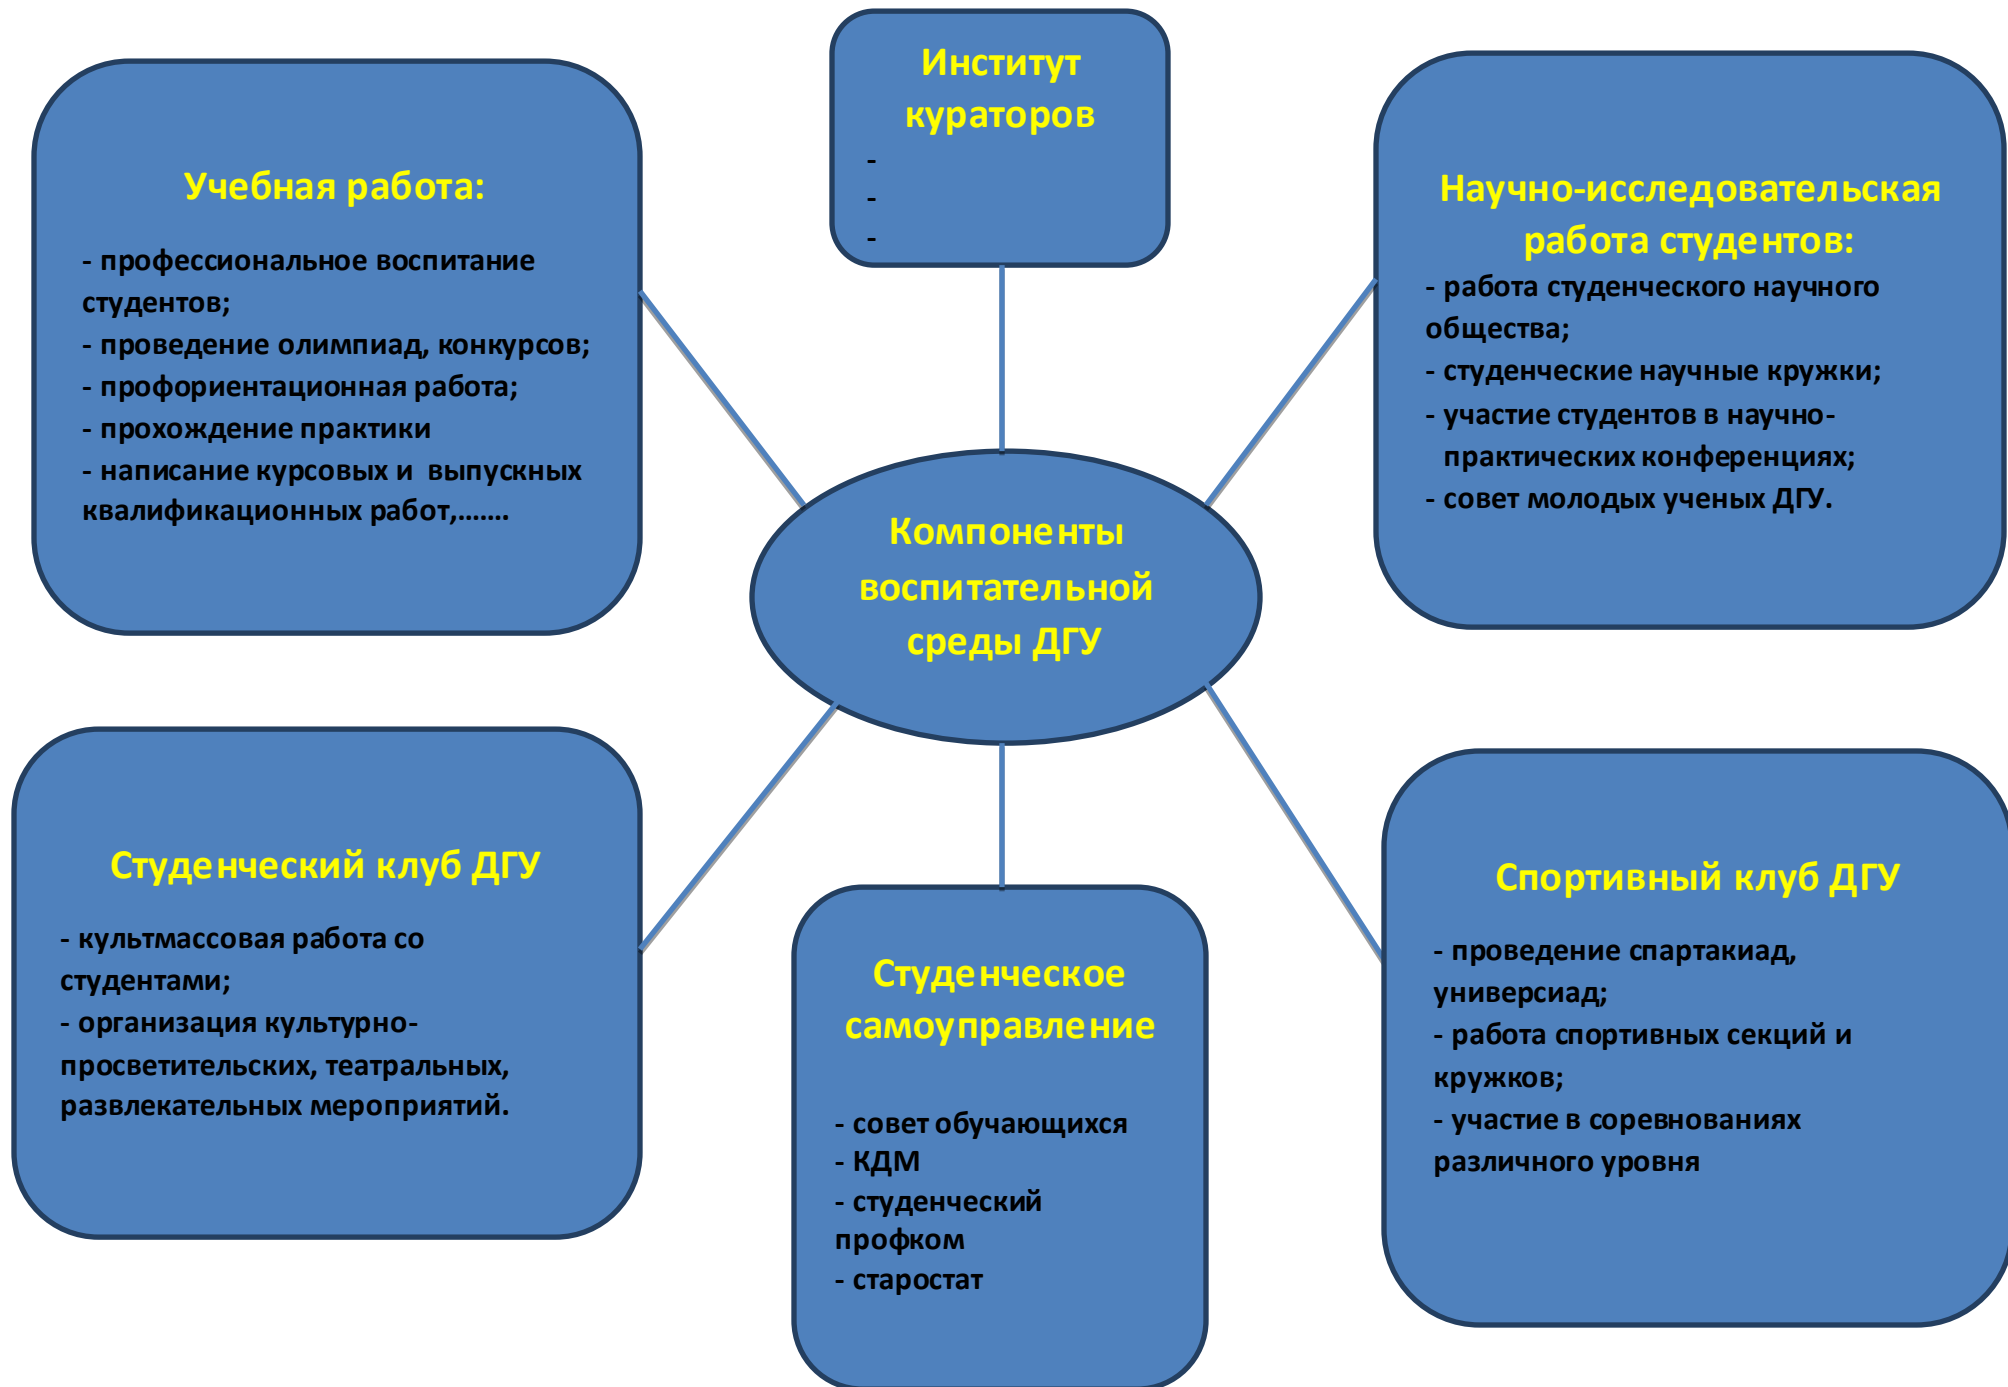 Институт
кураторов
-
-
-
Учебная работа:
- профессиональное воспитание
студентов;
- проведение олимпиад, конкурсов;
- профориентационная работа;
- прохождение практики
- написание курсовых и  выпускных
квалификационных работ,.......
Научно-исследовательская
работа студентов:
- работа студенческого научного
общества;
- студенческие научные кружки;
- участие студентов в научно-
практических конференциях;
- совет молодых ученых ДГУ.
Компоненты
воспитательной
среды ДГУ
Студенческий клуб ДГУ
- культмассовая работа со
студентами;
- организация культурно-
просветительских, театральных,
развлекательных мероприятий.
Студенческое
самоуправление
- совет обучающихся
- КДМ
- студенческий
профком
- старостат
Спортивный клуб ДГУ
- проведение спартакиад,
универсиад;
- работа спортивных секций и
кружков;
- участие в соревнованиях
различного уровня